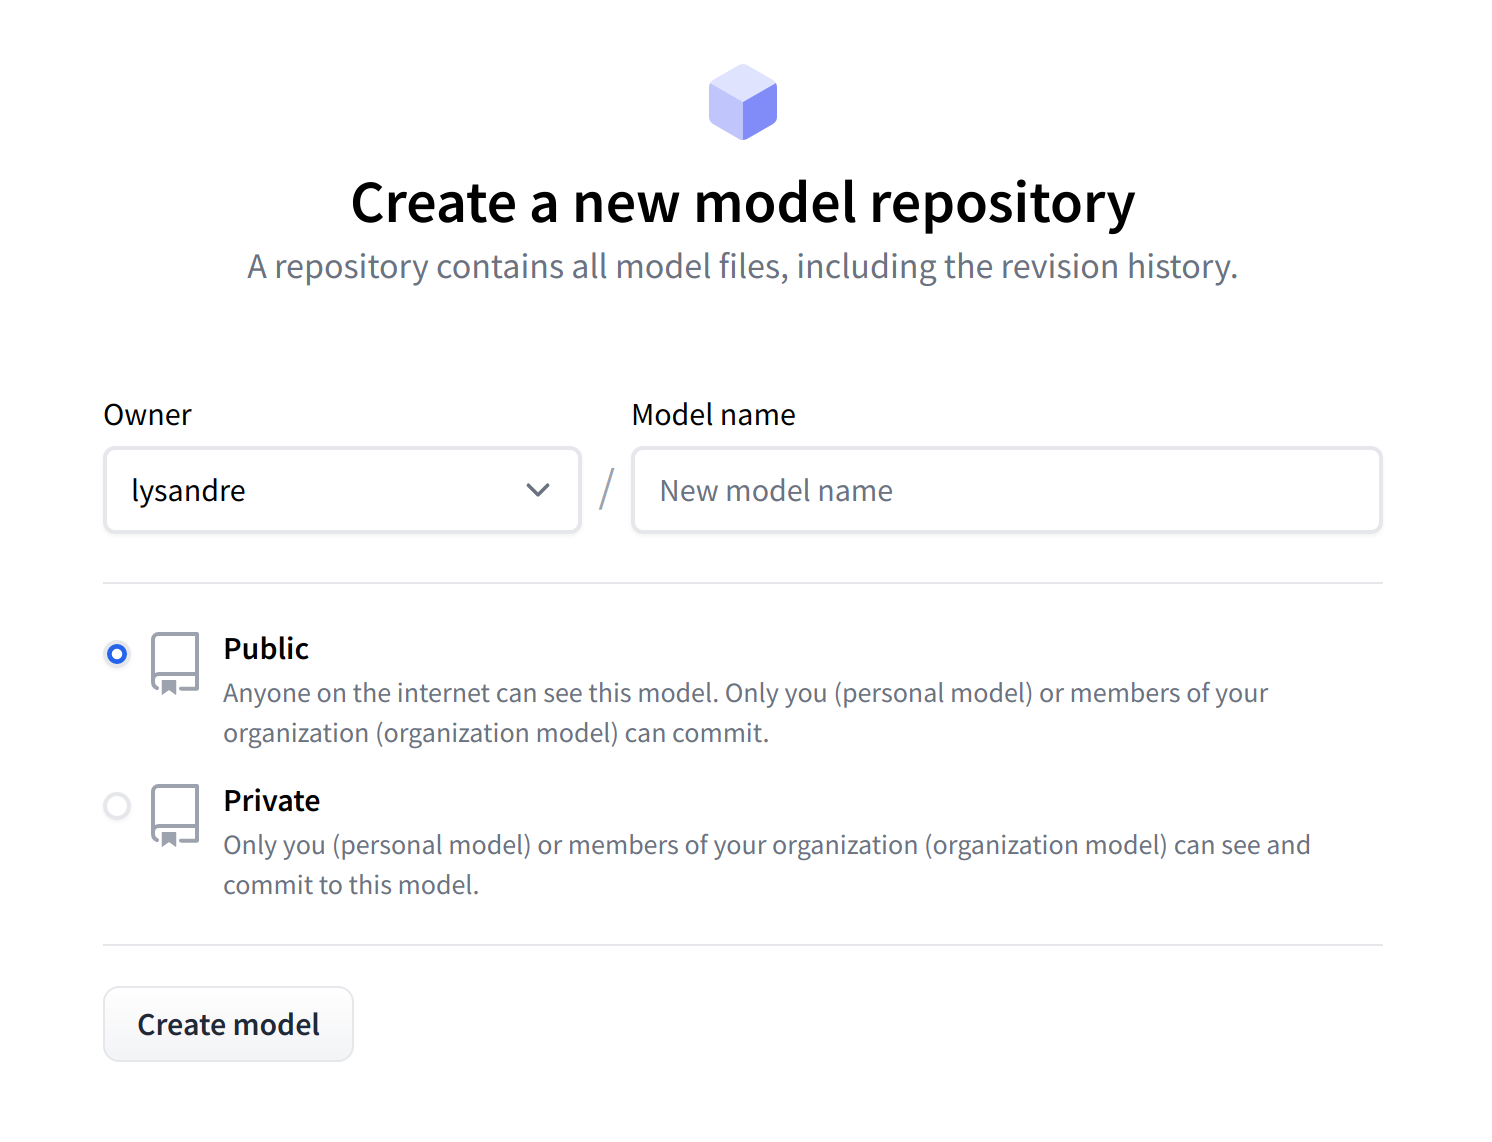 Create a new model repository
A repository contains all model files, including the revision history.
Owner
Model name
lysandre
/
New model name
Public
Anyone on the internet can see this model. Only you (personal model) or members of your
organization (organization model) can commit.
Private
Only you (personal model) or members of your organization (organization model) can see and
commit to this model.
Create model